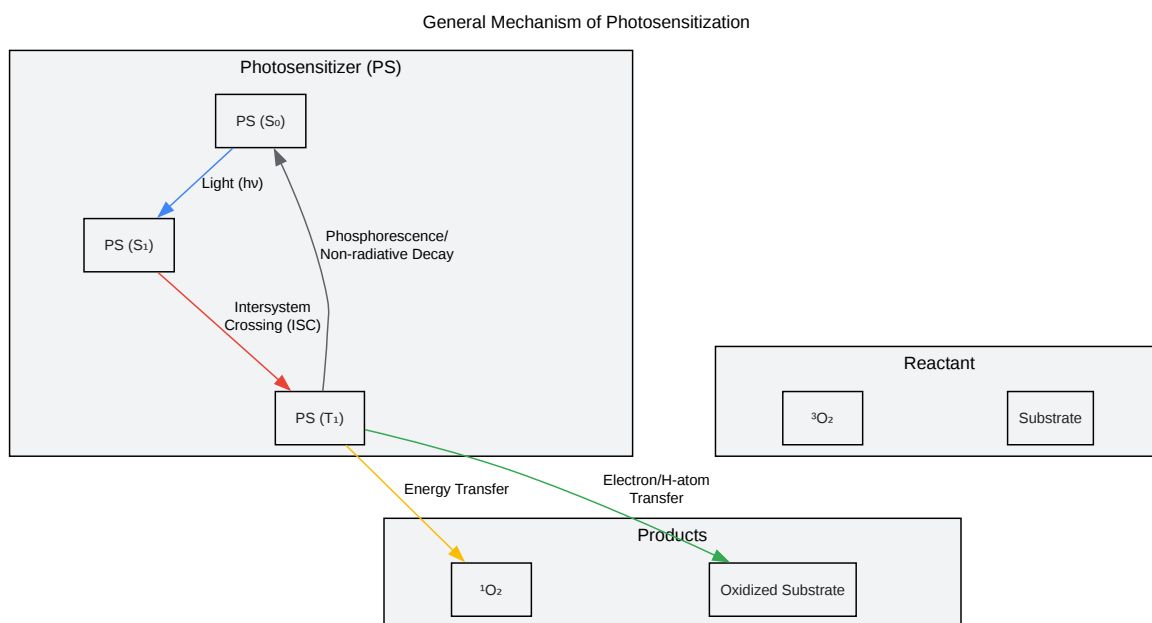 General Mechanism of Photosensitization
Photosensitizer (PS)
PS (S₀)
Light (hν)
PS (S₁)
Phosphorescence/
Non-radiative Decay
Intersystem
Crossing (ISC)
PS (T₁)
Reactant
³O₂
Substrate
Energy Transfer
Electron/H-atom
Transfer
Products
¹O₂
Oxidized Substrate